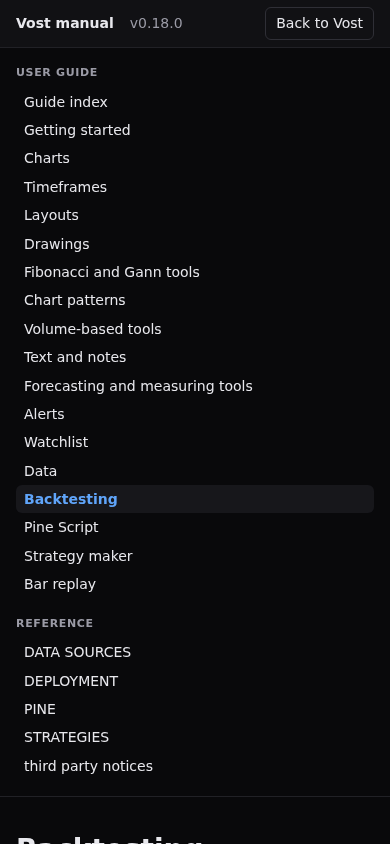 Vost manual v0.18.0 Back to Vost
USER GUIDE
Guide index
Getting started
Charts
Timeframes
Layouts
Drawings
Fibonacci and Gann tools
Chart patterns
Volume-based tools
Text and notes
Forecasting and measuring tools
Alerts
Watchlist
Data
Backtesting
Pine Script
Strategy maker
Bar replay
REFERENCE
DATA SOURCES
DEPLOYMENT
PINE
STRATEGIES
third party notices
Backtesting